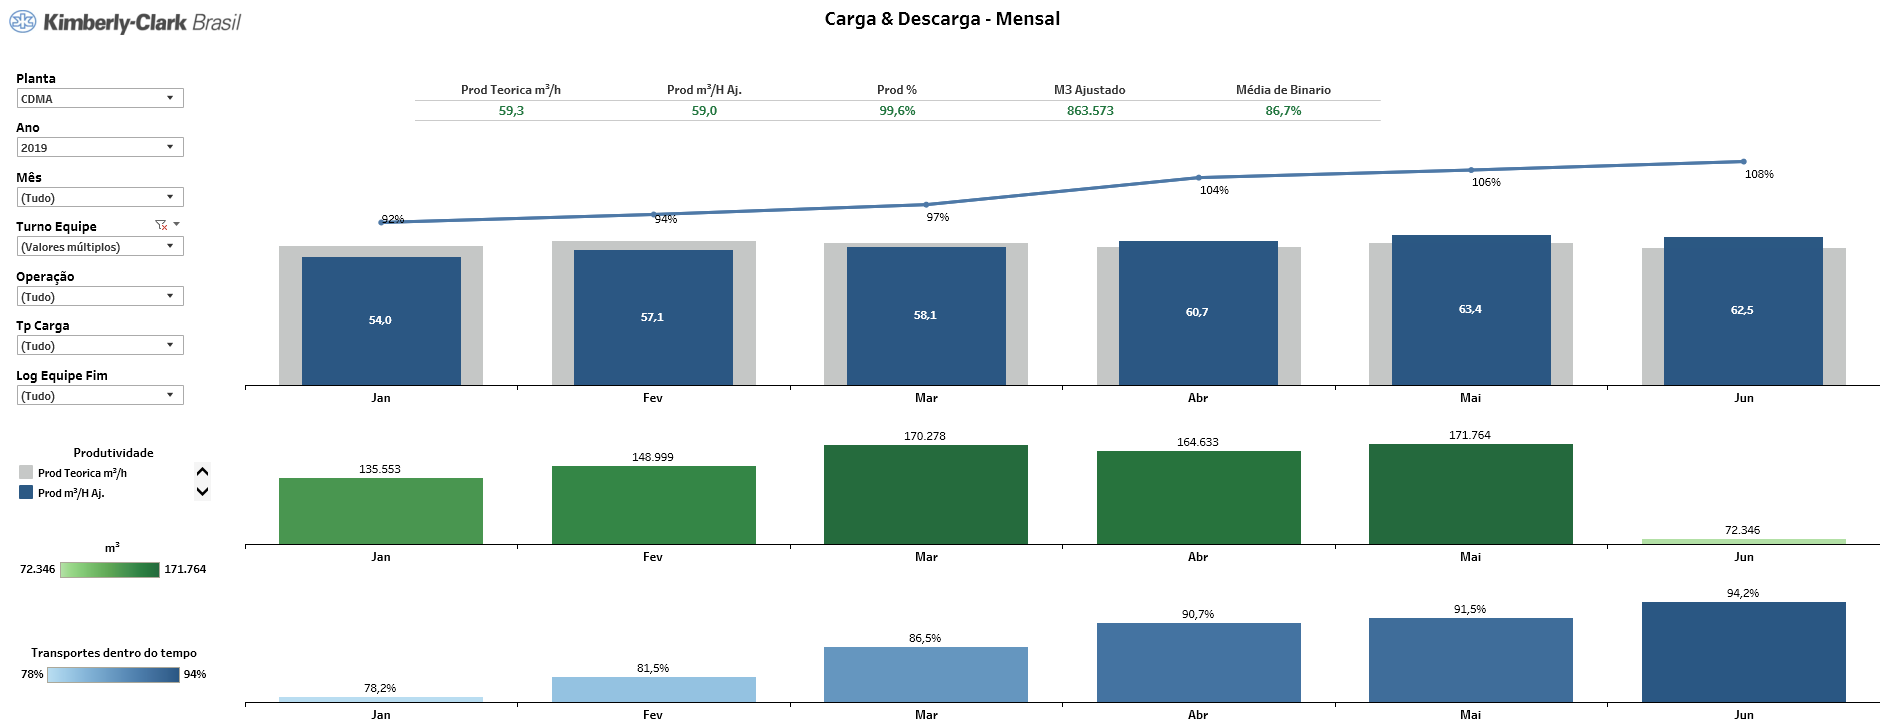 Kimberly-Clark Brasil
Carga & Descarga - Mensal
Planta
CDMA
Ano
2019
Mês
(Tudo)
Turno Equipe
(Valores múltiplos)
Operação
(Tudo)
Tp Carga
(Tudo)
Log Equipe Fim
(Tudo)
Produtividade
Prod Teorica m³/h
Prod m³/H Aj.
m³
72.346 171.764
Transportes dentro do tempo
78% 94%
Prod Teorica m³/h Prod m³/H Aj. Prod % M3 Ajustado Média de Binario
59,3 59,0 99,6% 863.573 86,7%
92% 94% 97% 104% 106% 108%
54,0 57,1 58,1 60,7 63,4 62,5
Jan Fev Mar Abr Mai Jun
135.553 148.999 170.278 164.633 171.764 72.346
Jan Fev Mar Abr Mai Jun
78,2% 81,5% 86,5% 90,7% 91,5% 94,2%
Jan Fev Mar Abr Mai Jun